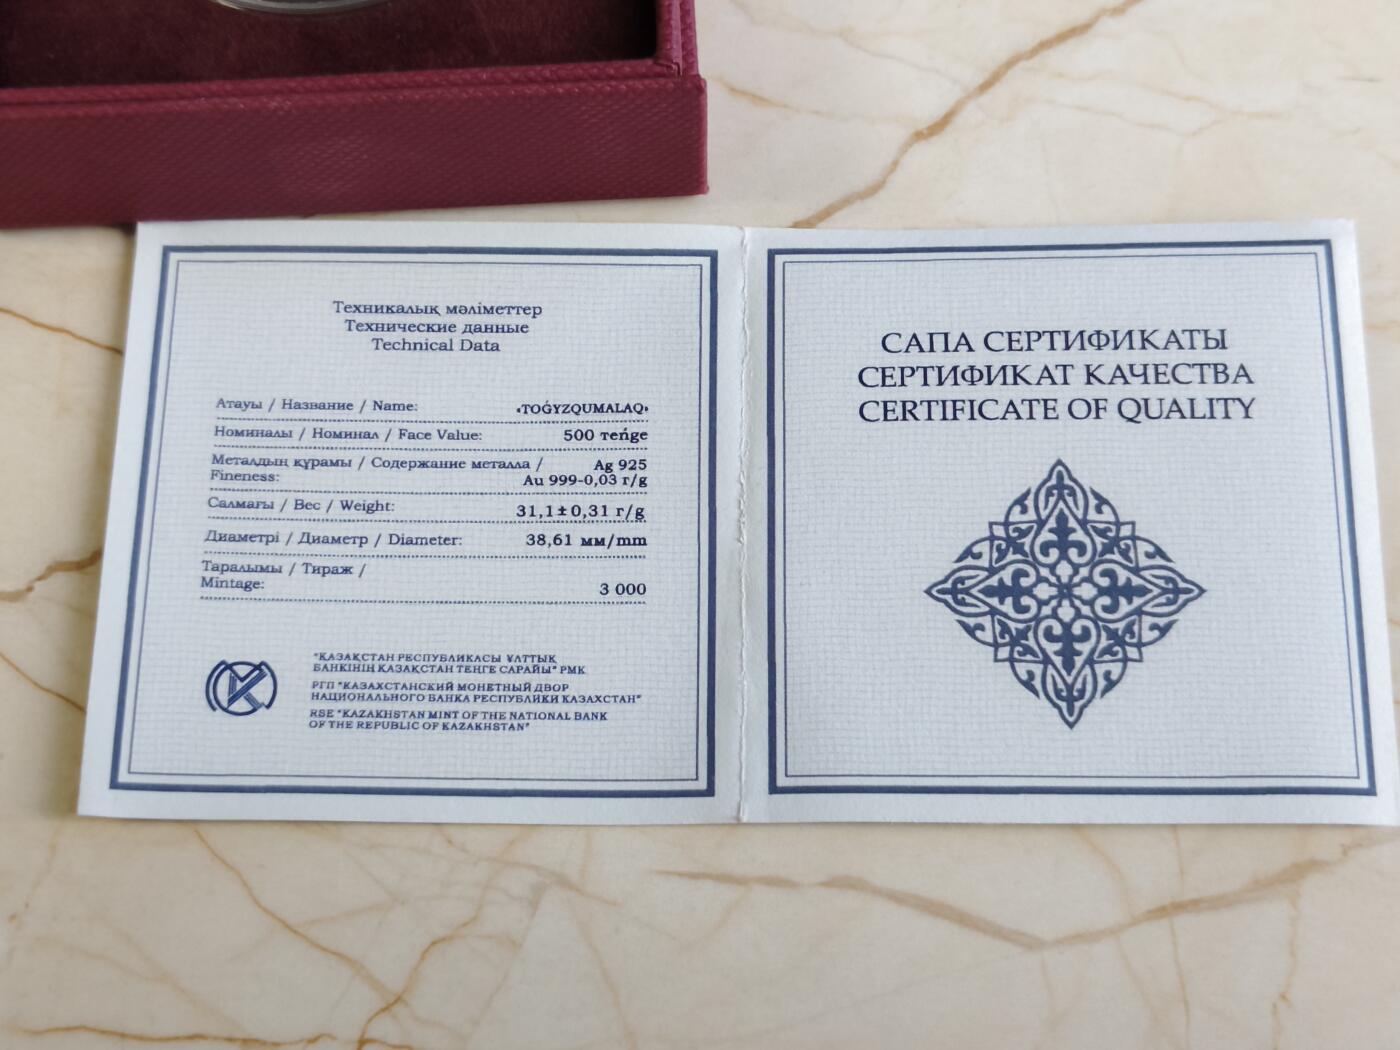 Техникалық мәліметтер
Технические данные
Technical Data
Атауы / Название / Name: «TOǴYZQUMALAQ»
Номиналы / Номинал / Face Value: 500 теńge
Металдың құрамы / Содержание металла / Ag 925
Fineness: Au 999-0,03 г/g
Салмағы / Вес / Weight: 31,1±0,31 г/g
Диаметрі / Диаметр / Diameter: 38,61 мм/mm
Таралымы / Тираж /
Mintage: 3 000
"ҚАЗАҚСТАН РЕСПУБЛИКАСЫ ҰЛТТЫҚ
БАНКІНІҢ ҚАЗАҚСТАН ТЕҢГЕ САРАЙЫ" РМК
РГП "КАЗАХСТАНСКИЙ МОНЕТНЫЙ ДВОР
НАЦИОНАЛЬНОГО БАНКА РЕСПУБЛИКИ КАЗАХСТАН"
RSE "KAZAKHSTAN MINT OF THE NATIONAL BANK
OF THE REPUBLIC OF KAZAKHSTAN"
САПА СЕРТИФИКАТЫ
СЕРТИФИКАТ КАЧЕСТВА
CERTIFICATE OF QUALITY